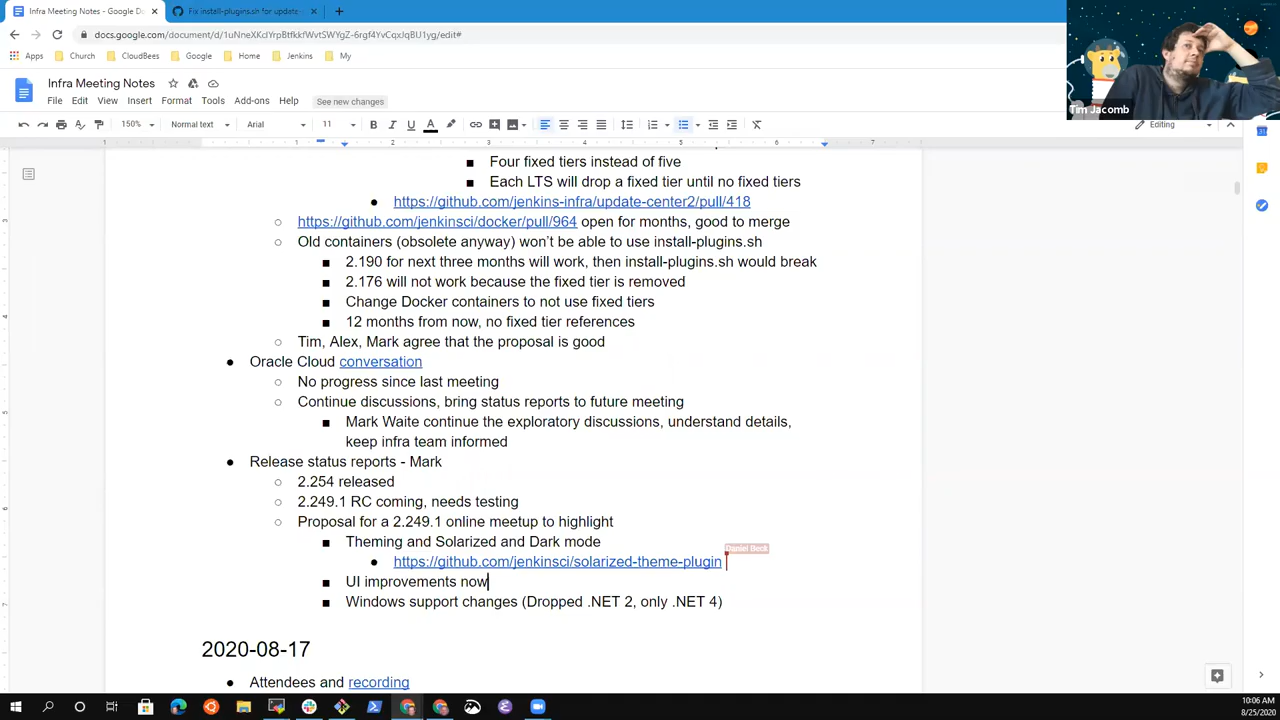 Infra Meeting Notes - Google D
Fix install-plugins.sh for update-
docs.google.com/document/d/1uNneXKcIYrpBtfkkfWvtSWYgZ-6rgf4YvCqxJqBU1yg/edit#
Apps Church CloudBees Google Home Jenkins My
Infra Meeting Notes
File Edit View Insert Format Tools Add-ons Help See new changes
150% Normal text Arial 11 Editing
Tim Jacomb
1 1 2 3 4 5 6 7
Four fixed tiers instead of five
Each LTS will drop a fixed tier until no fixed tiers
https://github.com/jenkins-infra/update-center2/pull/418
https://github.com/jenkinsci/docker/pull/964 open for months, good to merge
Old containers (obsolete anyway) won't be able to use install-plugins.sh
2.190 for next three months will work, then install-plugins.sh would break
2.176 will not work because the fixed tier is removed
Change Docker containers to not use fixed tiers
12 months from now, no fixed tier references
Tim, Alex, Mark agree that the proposal is good
Oracle Cloud conversation
No progress since last meeting
Continue discussions, bring status reports to future meeting
Mark Waite continue the exploratory discussions, understand details,
keep infra team informed
Release status reports - Mark
2.254 released
2.249.1 RC coming, needs testing
Proposal for a 2.249.1 online meetup to highlight
Theming and Solarized and Dark mode
Daniel Beck
https://github.com/jenkinsci/solarized-theme-plugin
UI improvements now
Windows support changes (Dropped .NET 2, only .NET 4)
2020-08-17
Attendees and recording
10:06 AM
8/25/2020